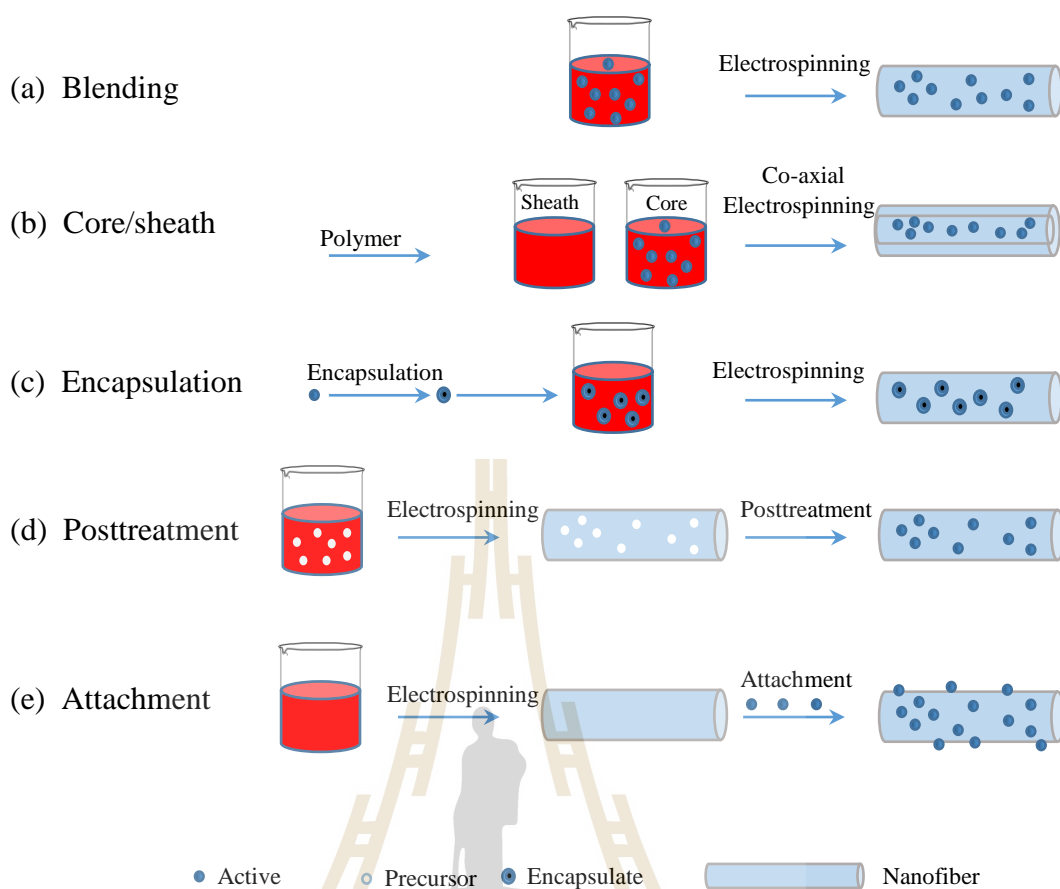 (a) Blending
Electrospinning
(b) Core/sheath
Polymer
Sheath
Core
Co-axial
Electrospinning
(c) Encapsulation
Encapsulation
Electrospinning
(d) Posttreatment
Electrospinning
Posttreatment
(e) Attachment
Electrospinning
Attachment
Active
Precursor
Encapsulate
Nanofiber